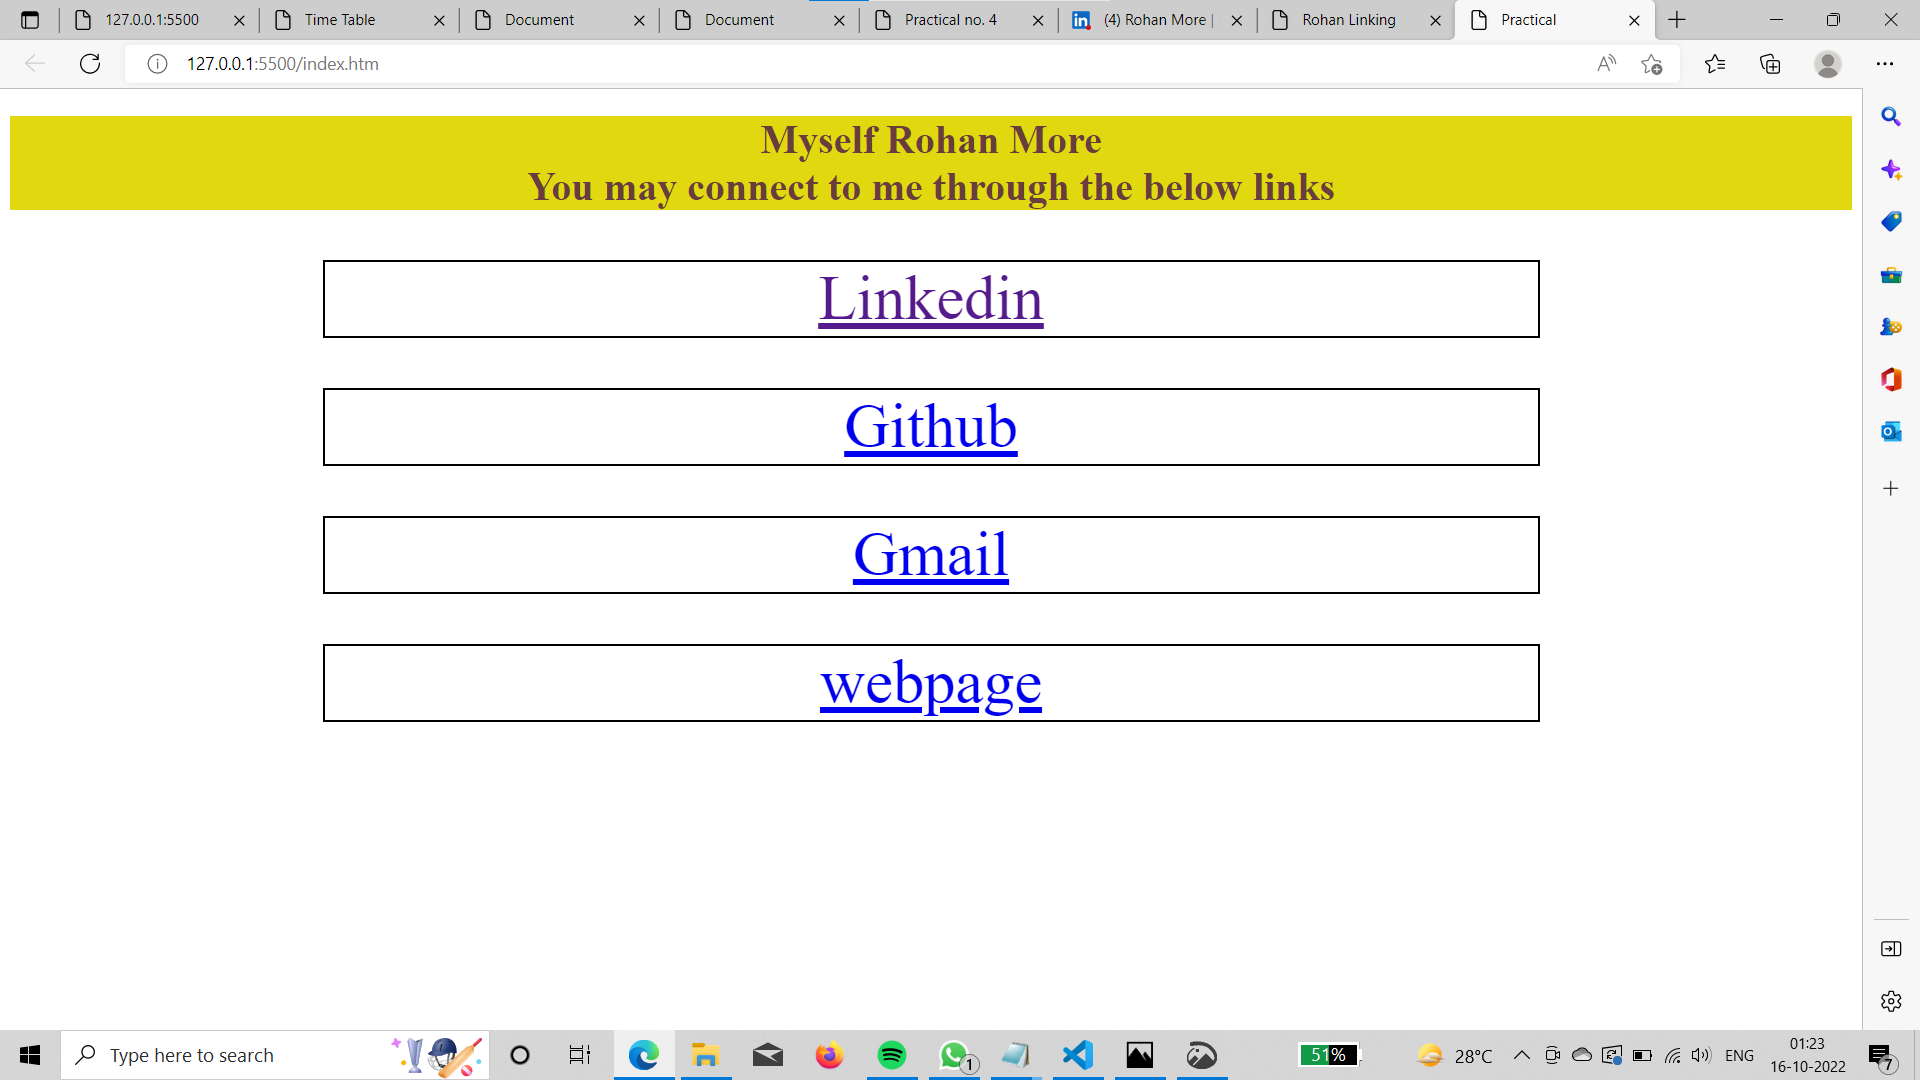 127.0.0.1:5500
Time Table
Document
Document
Practical no. 4
(4) Rohan More |
Rohan Linking
Practical
127.0.0.1:5500/index.htm
Myself Rohan More
You may connect to me through the below links
Linkedin
Github
Gmail
webpage
Type here to search
1
51%
28°C
ENG
01:23
16-10-2022
7